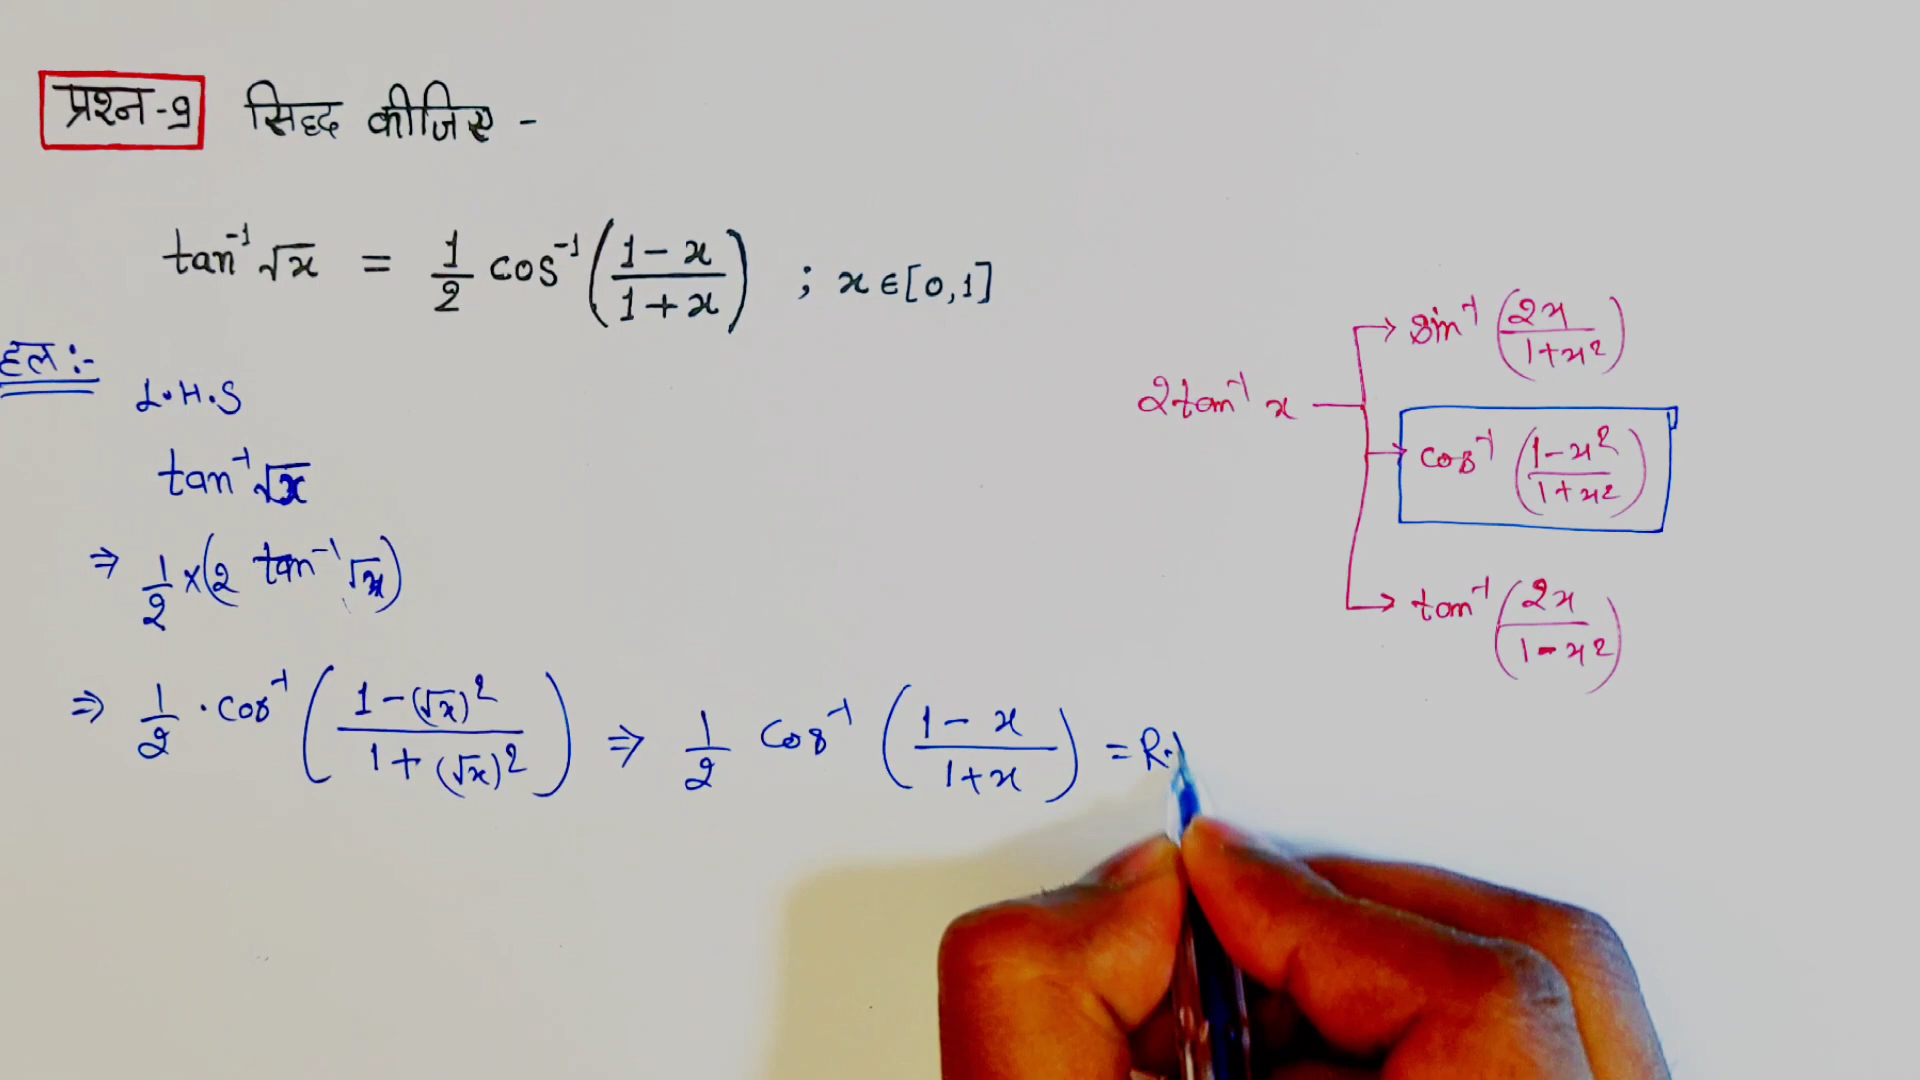 प्रश्न-9 सिध्द कीजिए -
tan⁻¹ √x = 1/2 cos⁻¹ ((1-x)/(1+x)) ; x ∈ [0,1]
हल :-
L.H.S
tan⁻¹ √x
⇒ 1/2 × (2 tan⁻¹ √x)
⇒ 1/2 · cos⁻¹ ((1-(√x)²)/(1+(√x)²)) ⇒ 1/2 cos⁻¹ ((1-x)/(1+x)) = R.
2tan⁻¹ x
→ sin⁻¹ (2x/(1+x²))
→ cos⁻¹ ((1-x²)/(1+x²))
→ tan⁻¹ (2x/(1-x²))